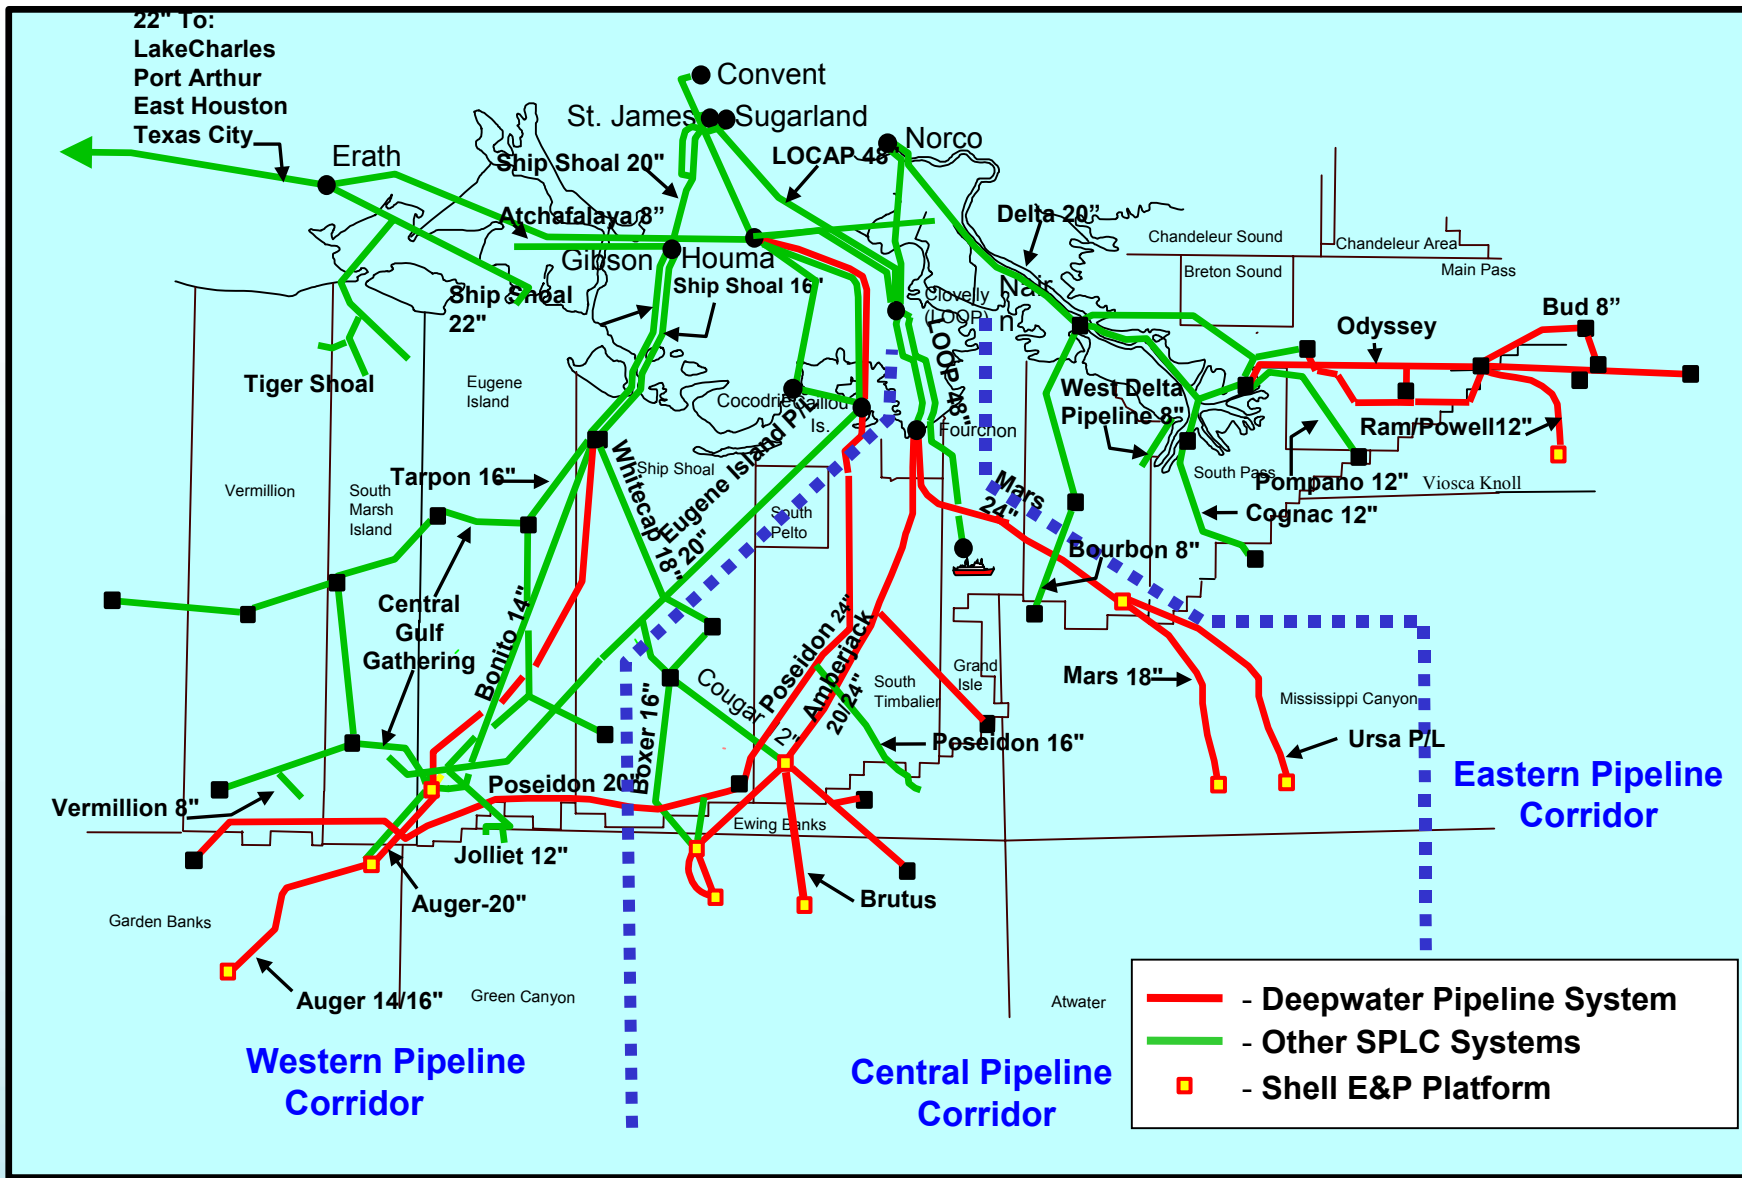 22" To:
LakeCharles
Port Arthur
East Houston
Texas City
Convent
St. James
Sugarland
Norco
Erath
Ship Shoal 20"
LOCAP 48
Atchafalaya 8”
Delta 20”
Chandeleur Sound
Chandeleur Area
Gibson
Houma
Breton Sound
Main Pass
Ship Shoal 16"
Ship Shoal
22"
Clovelly
(LOOP)
Nair
n
Bud 8”
Odyssey
LOOP 48"
Tiger Shoal
Eugene
Island
Cocodrie
Caillou
Is.
West Delta
Pipeline 8"
Fourchon
Ram/Powell12"
Tarpon 16"
Whitecap 18"
Ship Shoal
Eugene Island P/L
20"
South Pass
Pompano 12"
Viosca Knoll
Vermillion
South
Marsh
Island
South
Pelto
Mars
24"
Cognac 12"
Bourbon 8"
Central
Gulf
Gathering
Bonito 14"
Poseidon 24"
Amberjack
20/24"
Cougar
2"
Boxer 16"
South
Timbalier
Grand
Isle
Mars 18"
Mississippi Canyon
Poseidon 16"
Ursa P/L
Eastern Pipeline
Corridor
Vermillion 8"
Poseidon 20"
Ewing Banks
Jolliet 12"
Auger-20"
Brutus
Garden Banks
Auger 14/16"
Green Canyon
Atwater
Western Pipeline
Corridor
Central Pipeline
Corridor
- Deepwater Pipeline System
- Other SPLC Systems
- Shell E&P Platform